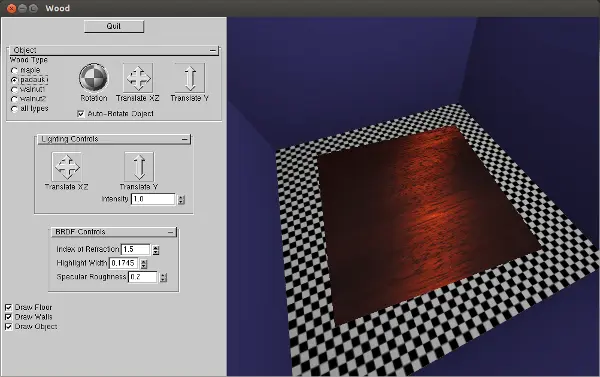 Wood
Quit
Object
Wood Type
maple
padauk
walnut1
walnut2
all types
Rotation
Translate XZ
Translate Y
Auto-Rotate Object
Lighting Controls
Translate XZ
Translate Y
Intensity 1.0
BRDF Controls
Index of Refraction 1.5
Highlight Width 0.1745
Specular Roughness 0.2
Draw Floor
Draw Walls
Draw Object